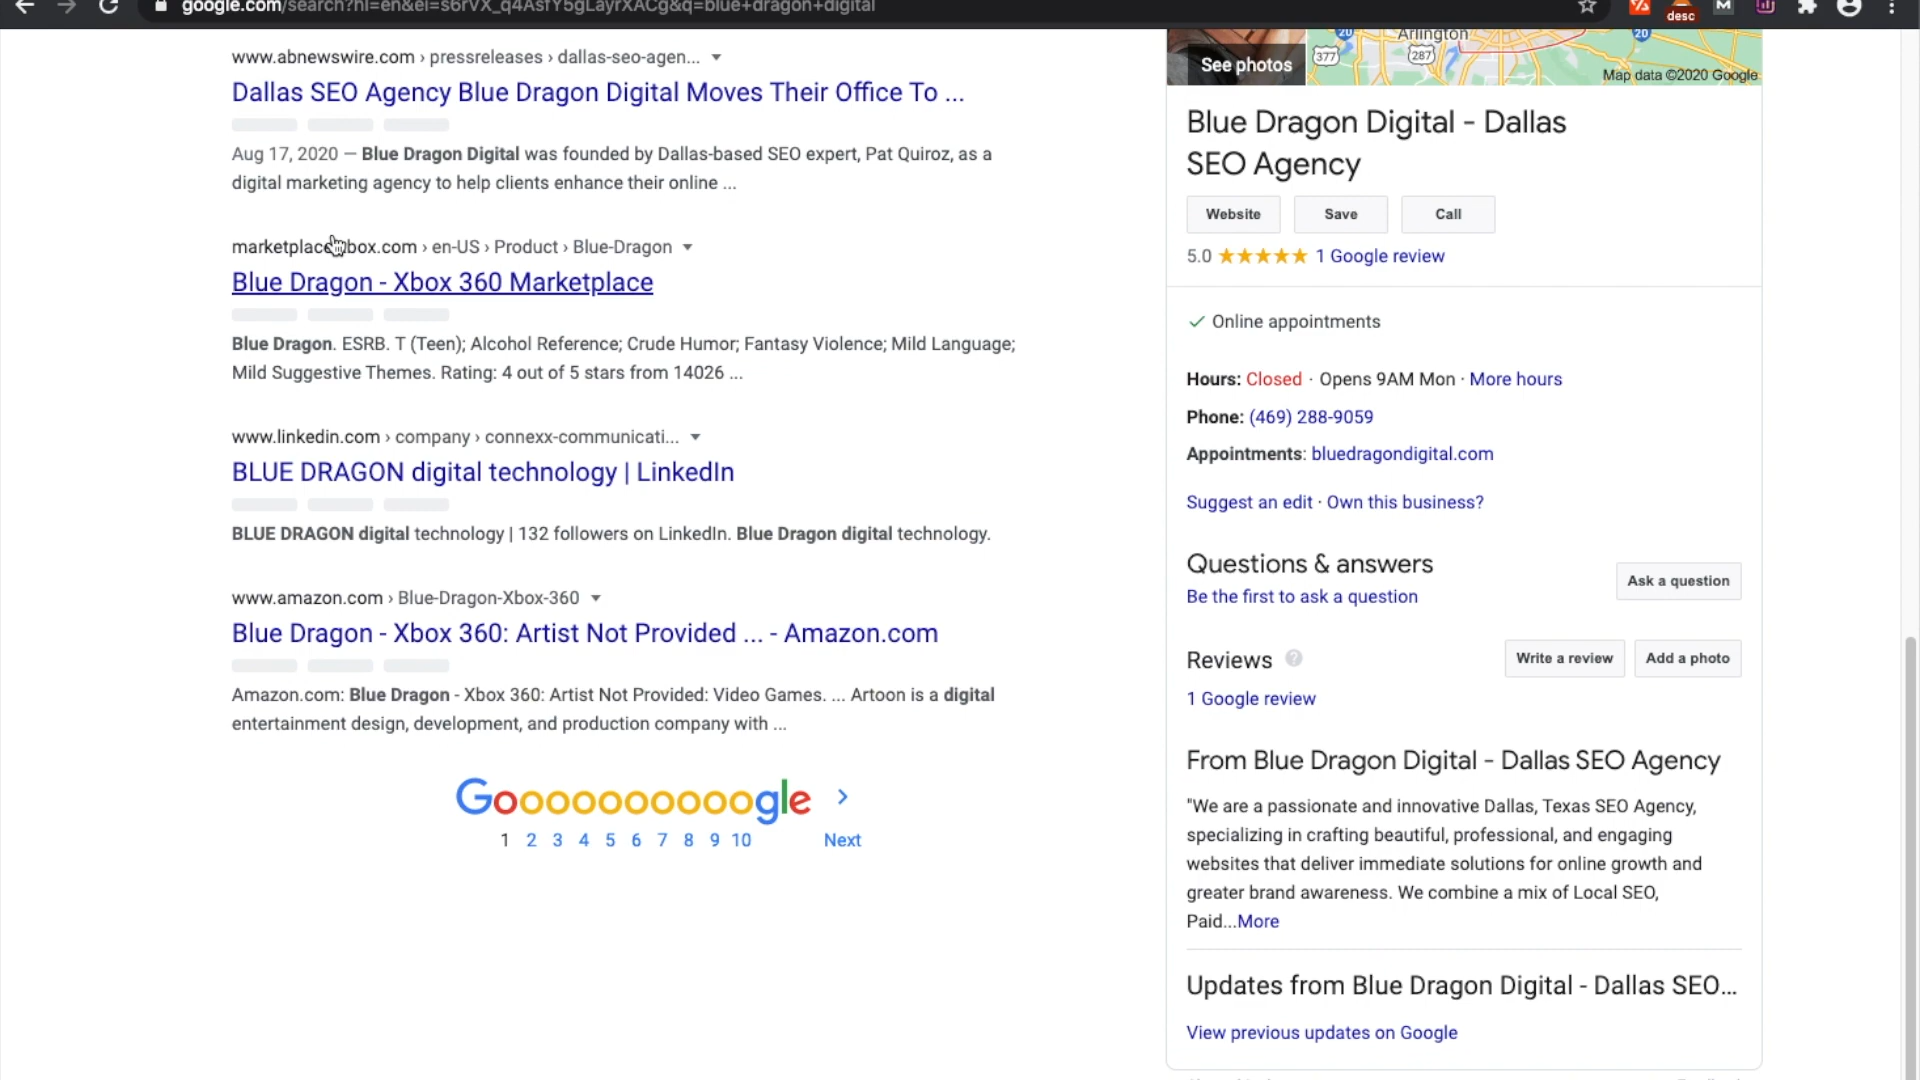 google.com/search?hl=en&ei=s6rVX_q4AsfY5gLayrXACg&q=blue+dragon+digital
desc
M
www.abnewswire.com › pressreleases › dallas-seo-agen...
Dallas SEO Agency Blue Dragon Digital Moves Their Office To ...
Aug 17, 2020 — Blue Dragon Digital was founded by Dallas-based SEO expert, Pat Quiroz, as a
digital marketing agency to help clients enhance their online ...
marketplace.xbox.com › en-US › Product › Blue-Dragon
Blue Dragon - Xbox 360 Marketplace
Blue Dragon. ESRB. T (Teen); Alcohol Reference; Crude Humor; Fantasy Violence; Mild Language;
Mild Suggestive Themes. Rating: 4 out of 5 stars from 14026 ...
www.linkedin.com › company › connexx-communicati...
BLUE DRAGON digital technology | LinkedIn
BLUE DRAGON digital technology | 132 followers on LinkedIn. Blue Dragon digital technology.
www.amazon.com › Blue-Dragon-Xbox-360
Blue Dragon - Xbox 360: Artist Not Provided ... - Amazon.com
Amazon.com: Blue Dragon - Xbox 360: Artist Not Provided: Video Games. ... Artoon is a digital
entertainment design, development, and production company with ...
Goooooooooogle
1 2 3 4 5 6 7 8 9 10 Next
See photos
377
20
Arlington
287
20
Map data ©2020 Google
Blue Dragon Digital - Dallas
SEO Agency
Website Save Call
5.0 1 Google review
Online appointments
Hours: Closed · Opens 9AM Mon · More hours
Phone: (469) 288-9059
Appointments: bluedragondigital.com
Suggest an edit · Own this business?
Questions & answers
Ask a question
Be the first to ask a question
Reviews ?
Write a review Add a photo
1 Google review
From Blue Dragon Digital - Dallas SEO Agency
"We are a passionate and innovative Dallas, Texas SEO Agency,
specializing in crafting beautiful, professional, and engaging
websites that deliver immediate solutions for online growth and
greater brand awareness. We combine a mix of Local SEO,
Paid...More
Updates from Blue Dragon Digital - Dallas SEO...
View previous updates on Google